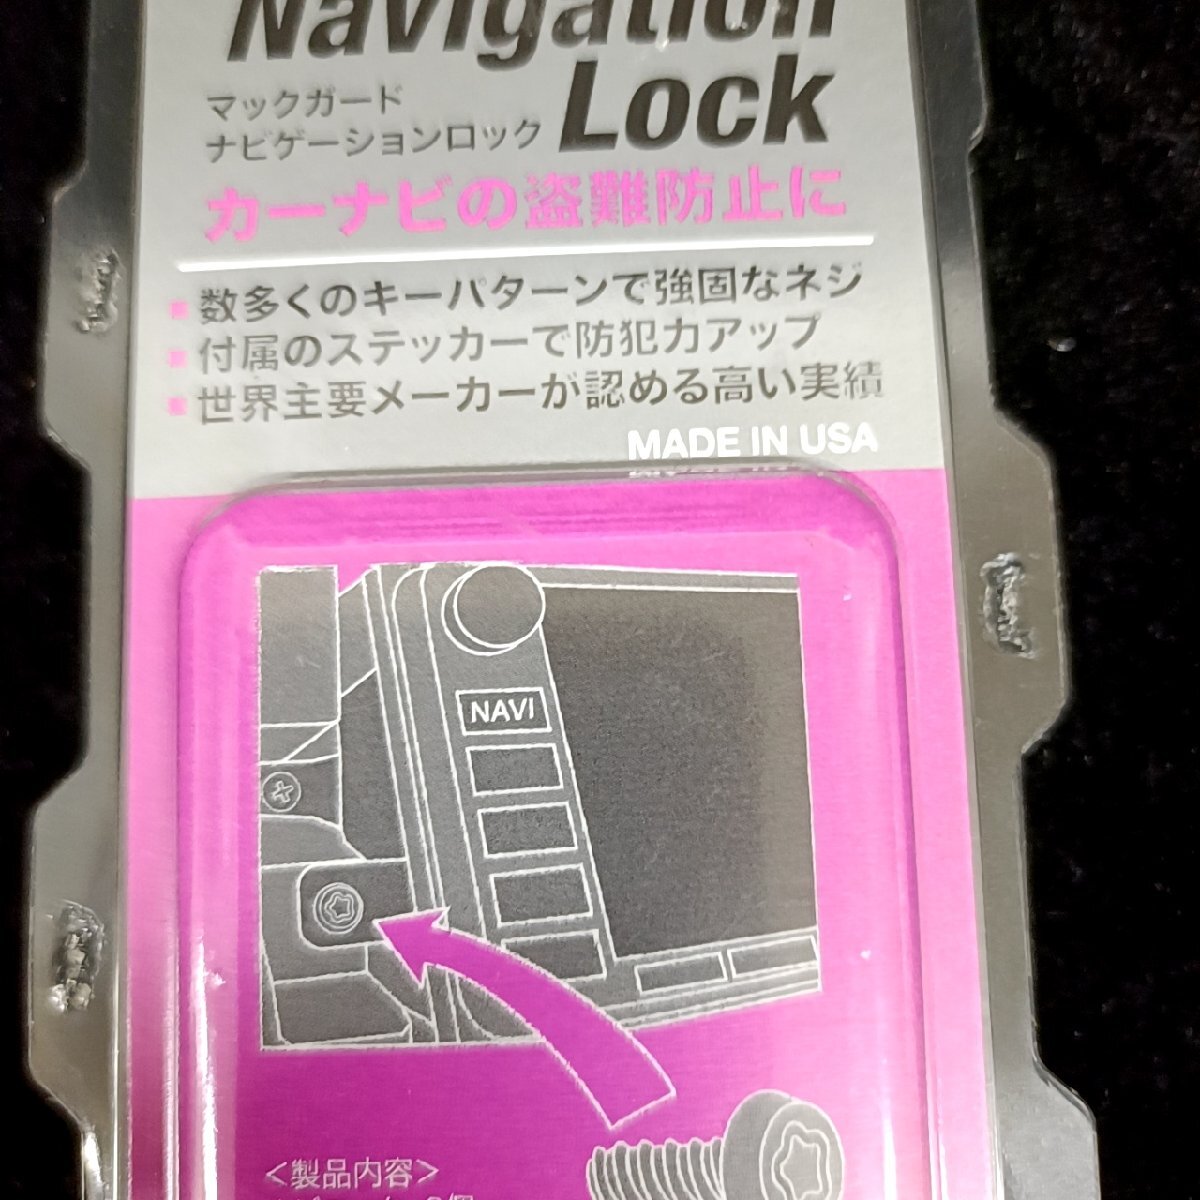 Navigation
Lock
マックガード
ナビゲーションロック
カーナビの盗難防止に
数多くのキーパターンで強固なネジ
付属のステッカーで防犯力アップ
世界主要メーカーが認める高い実績
MADE IN USA
NAVI
＜製品内容＞